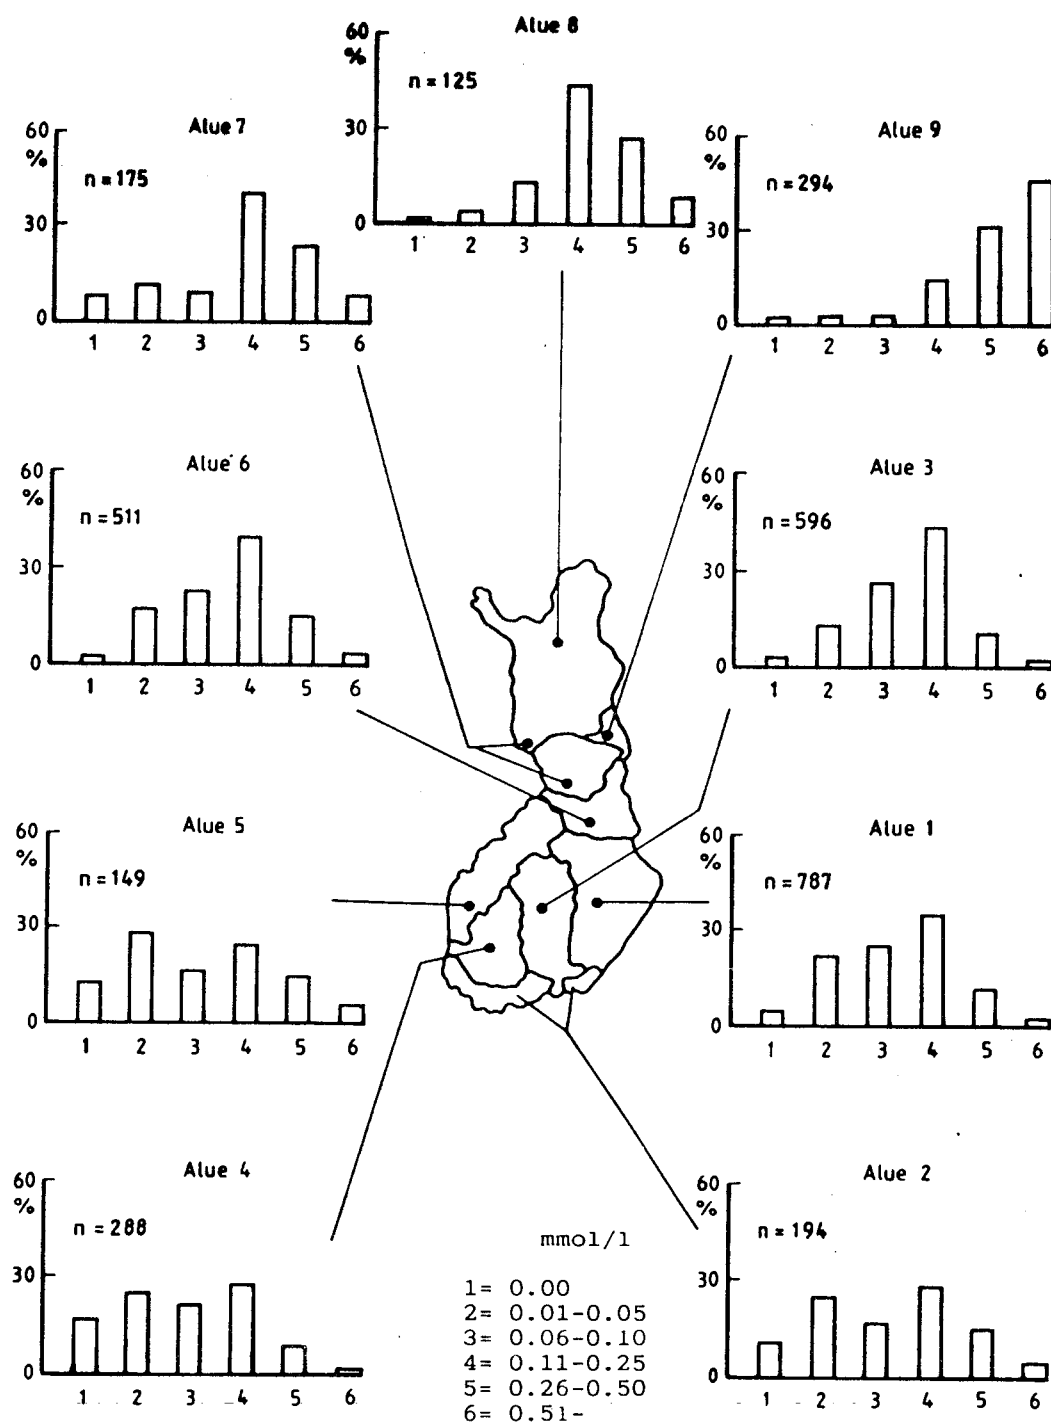 Alue 8
60
%
n = 125
30
0
1 2 3 4 5 6
Alue 7
60
%
n = 175
30
0
1 2 3 4 5 6
Alue 9
60
%
n = 294
30
0
1 2 3 4 5 6
Alue 6
60
%
n = 511
30
0
1 2 3 4 5 6
Alue 3
60
%
n = 596
30
0
1 2 3 4 5 6
Alue 5
60
%
n = 149
30
0
1 2 3 4 5 6
Alue 1
60
%
n = 787
30
0
1 2 3 4 5 6
Alue 4
60
%
n = 288
30
0
1 2 3 4 5 6
Alue 2
60
%
n = 194
30
0
1 2 3 4 5 6
mmol/l
1= 0.00
2= 0.01-0.05
3= 0.06-0.10
4= 0.11-0.25
5= 0.26-0.50
6= 0.51-